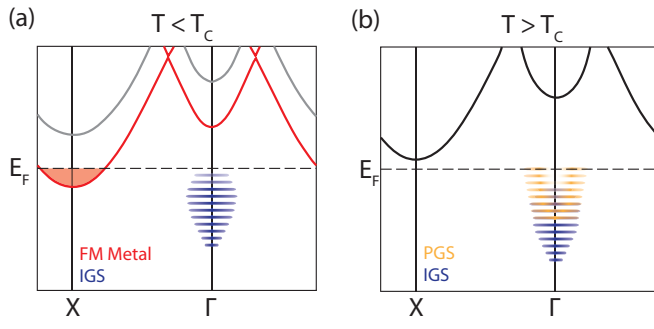 (a)
T < T_C
E_F
FM Metal
IGS
X
Γ
(b)
T > T_C
E_F
PGS
IGS
X
Γ